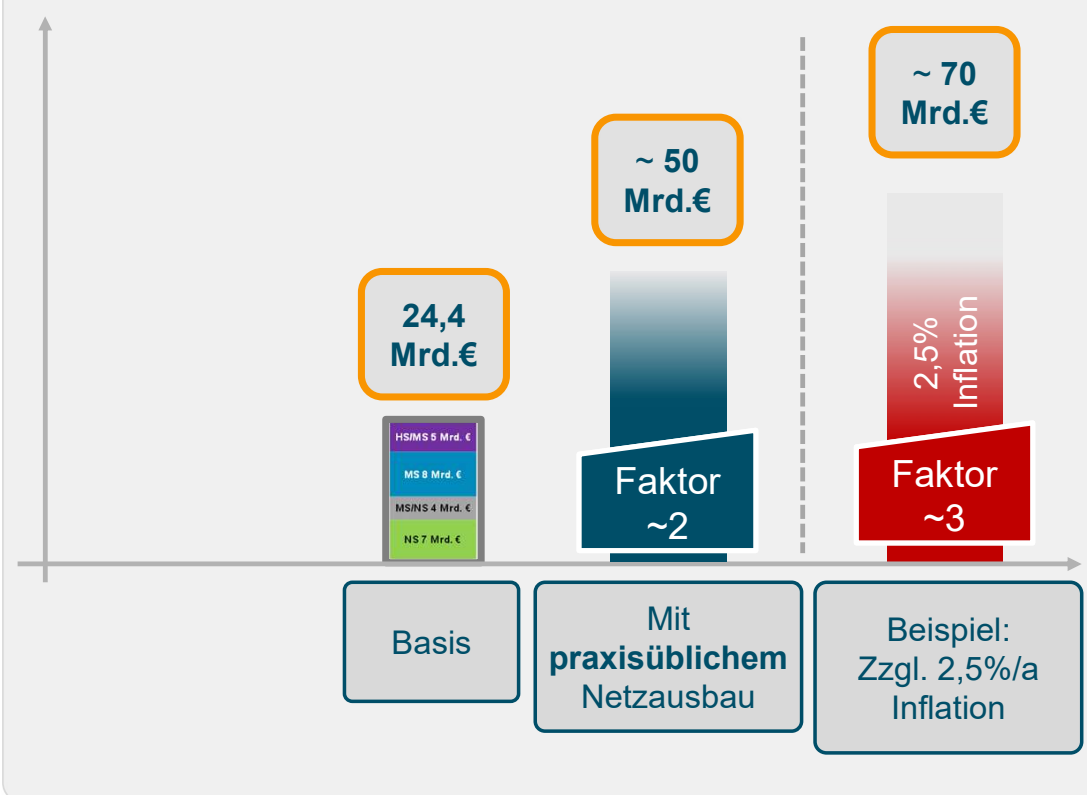 24,4
Mrd.€
HS/MS 5 Mrd. €
MS 8 Mrd. €
MS/NS 4 Mrd. €
NS 7 Mrd. €
Basis
~ 50
Mrd.€
Faktor
~2
Mit
praxisüblichem
Netzausbau
~ 70
Mrd.€
2,5%
Inflation
Faktor
~3
Beispiel:
Zzgl. 2,5%/a
Inflation